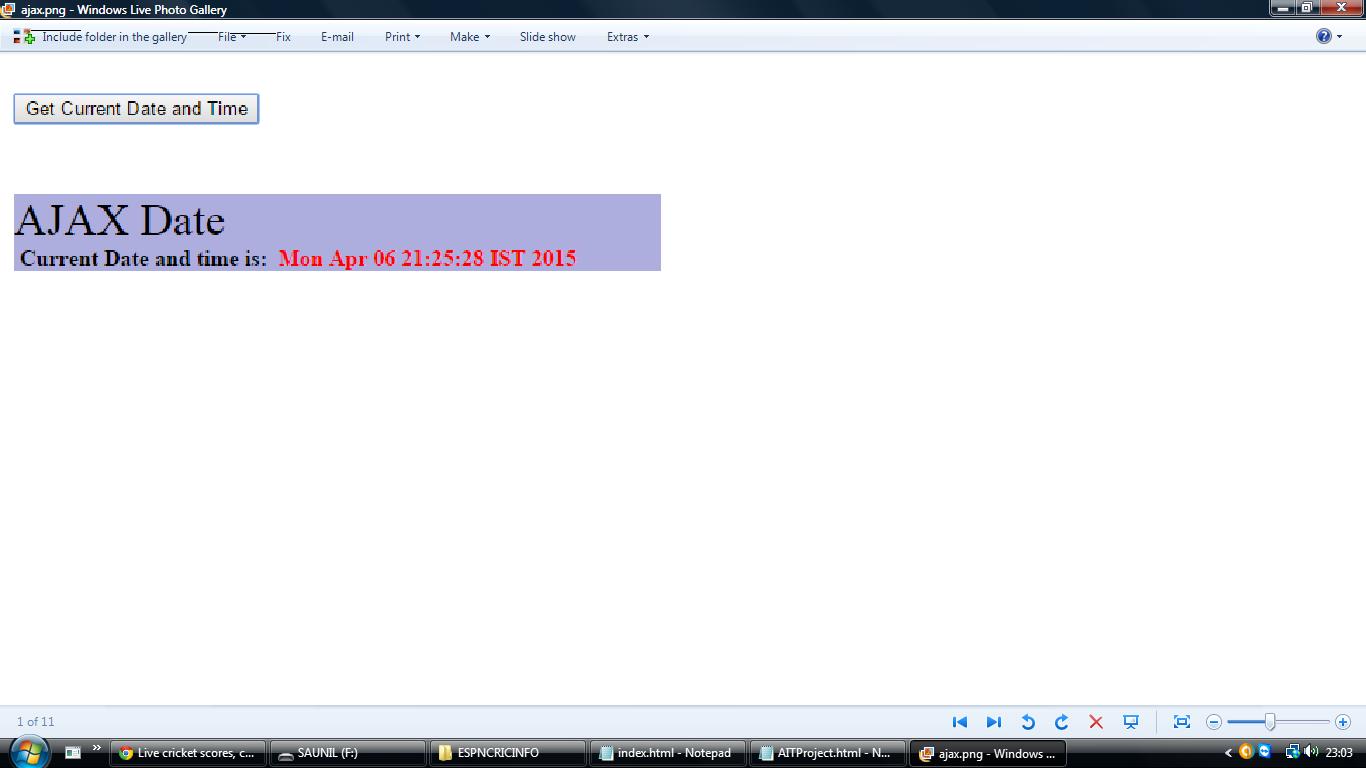 ajax.png - Windows Live Photo Gallery
Include folder in the gallery File Fix E-mail Print Make Slide show Extras
Get Current Date and Time
AJAX Date
Current Date and time is: Mon Apr 06 21:25:28 IST 2015
1 of 11
Live cricket scores, c... SAUNIL (F:) ESPNCRICINFO index.html - Notepad AITProject.html - N... ajax.png - Windows ... 23:03